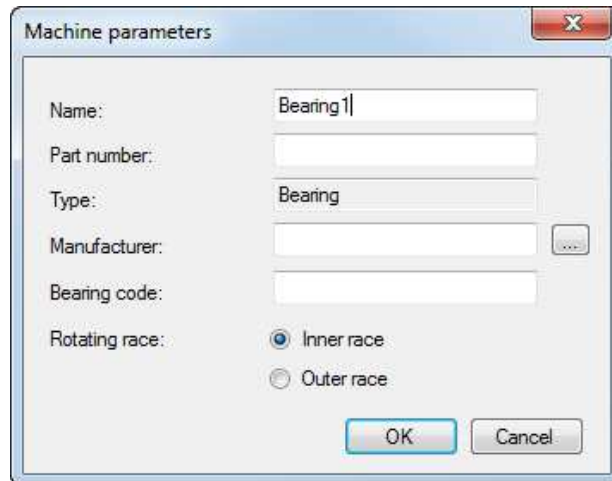 Machine parameters
Name: Bearing1
Part number:
Type: Bearing
Manufacturer: ...
Bearing code:
Rotating race: Inner race
Outer race
OK Cancel